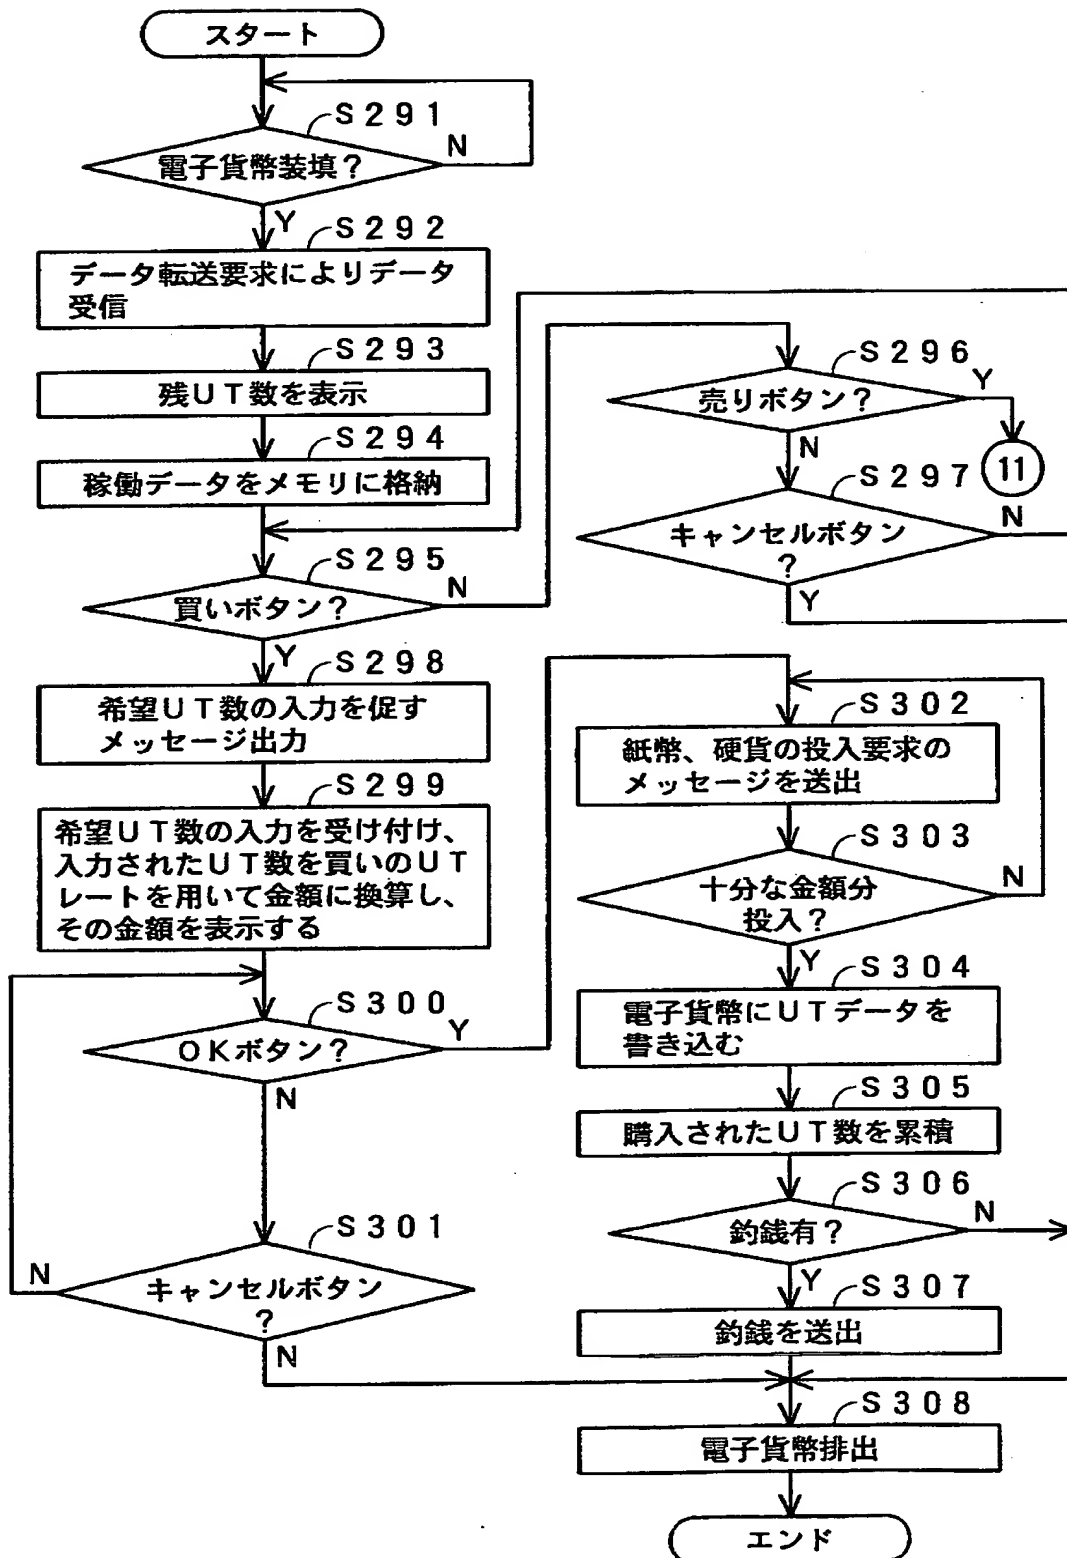 スタート
S291
電子貨幣装填?
N
Y
S292
データ転送要求によりデータ
受信
S293
残UT数を表示
S294
稼働データをメモリに格納
S295
買いボタン?
N
Y
S296
売りボタン?
Y
11
N
S297
キャンセルボタン
?
N
Y
S298
希望UT数の入力を促す
メッセージ出力
S299
希望UT数の入力を受け付け、
入力されたUT数を買いのUT
レートを用いて金額に換算し、
その金額を表示する
S300
OKボタン?
Y
N
S301
キャンセルボタン
?
N
N
S302
紙幣、硬貨の投入要求の
メッセージを送出
S303
十分な金額分
投入?
N
Y
S304
電子貨幣にUTデータを
書き込む
S305
購入されたUT数を累積
S306
釣銭有?
N
Y
S307
釣銭を送出
S308
電子貨幣排出
エンド